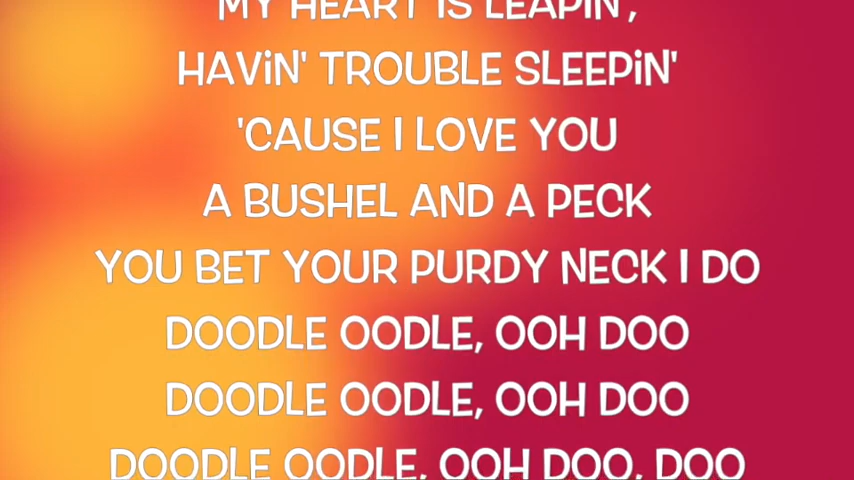 MY HEART IS LEAPIN',
HAVIN' TROUBLE SLEEPIN'
'CAUSE I LOVE YOU
A BUSHEL AND A PECK
YOU BET YOUR PURDY NECK I DO
DOODLE OODLE, OOH DOO
DOODLE OODLE, OOH DOO
DOODLE OODLE, OOH DOO, DOO